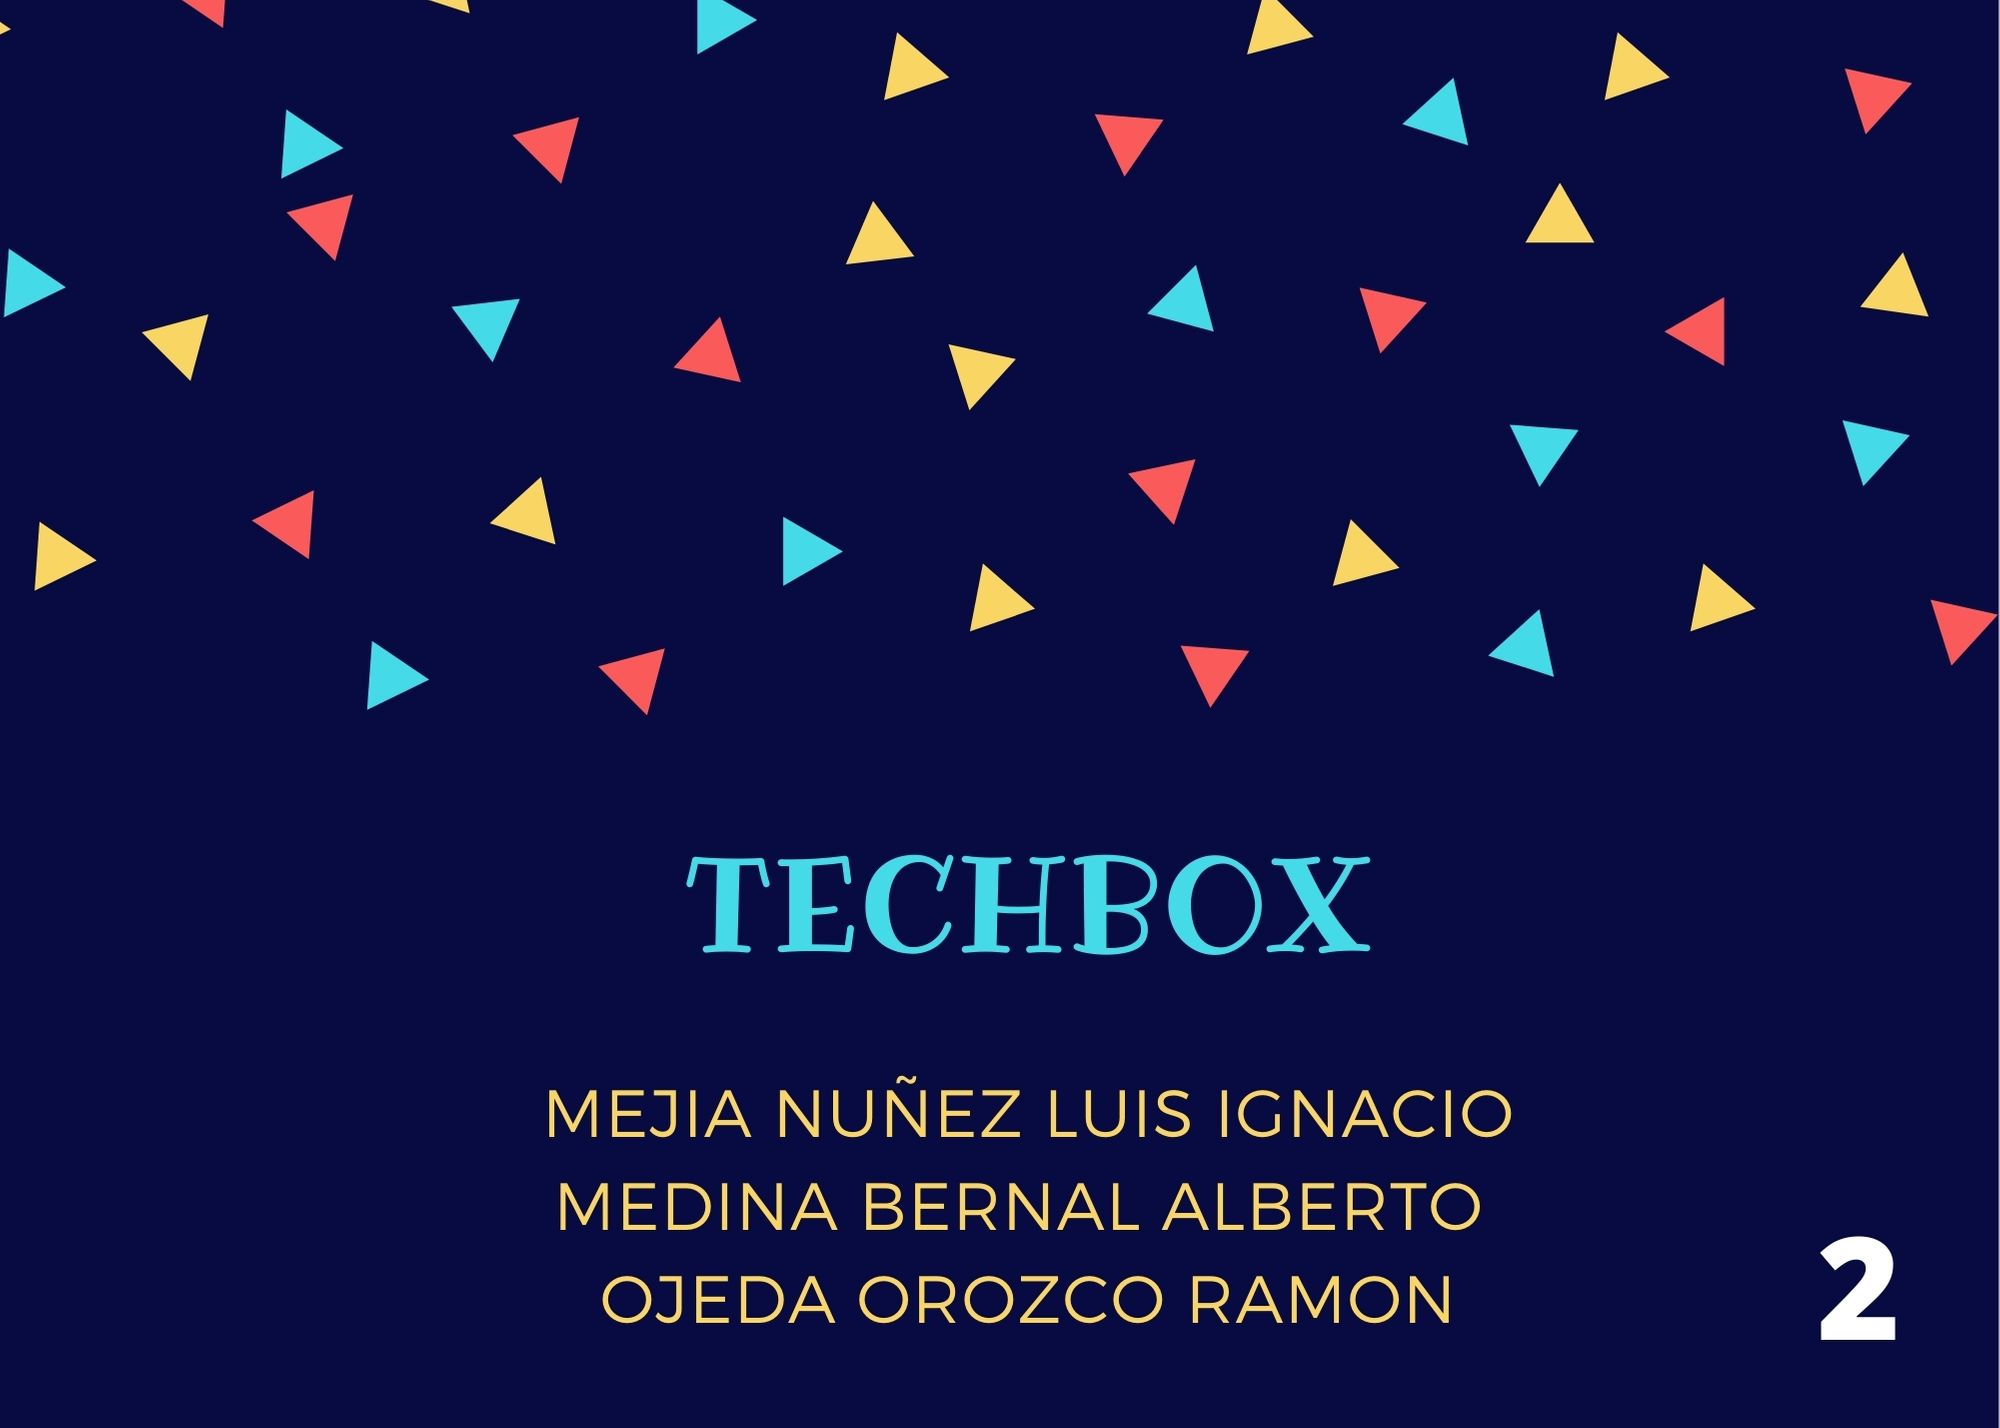 TECHBOX
MEJIA NUÑEZ LUIS IGNACIO
MEDINA BERNAL ALBERTO
OJEDA OROZCO RAMON
2